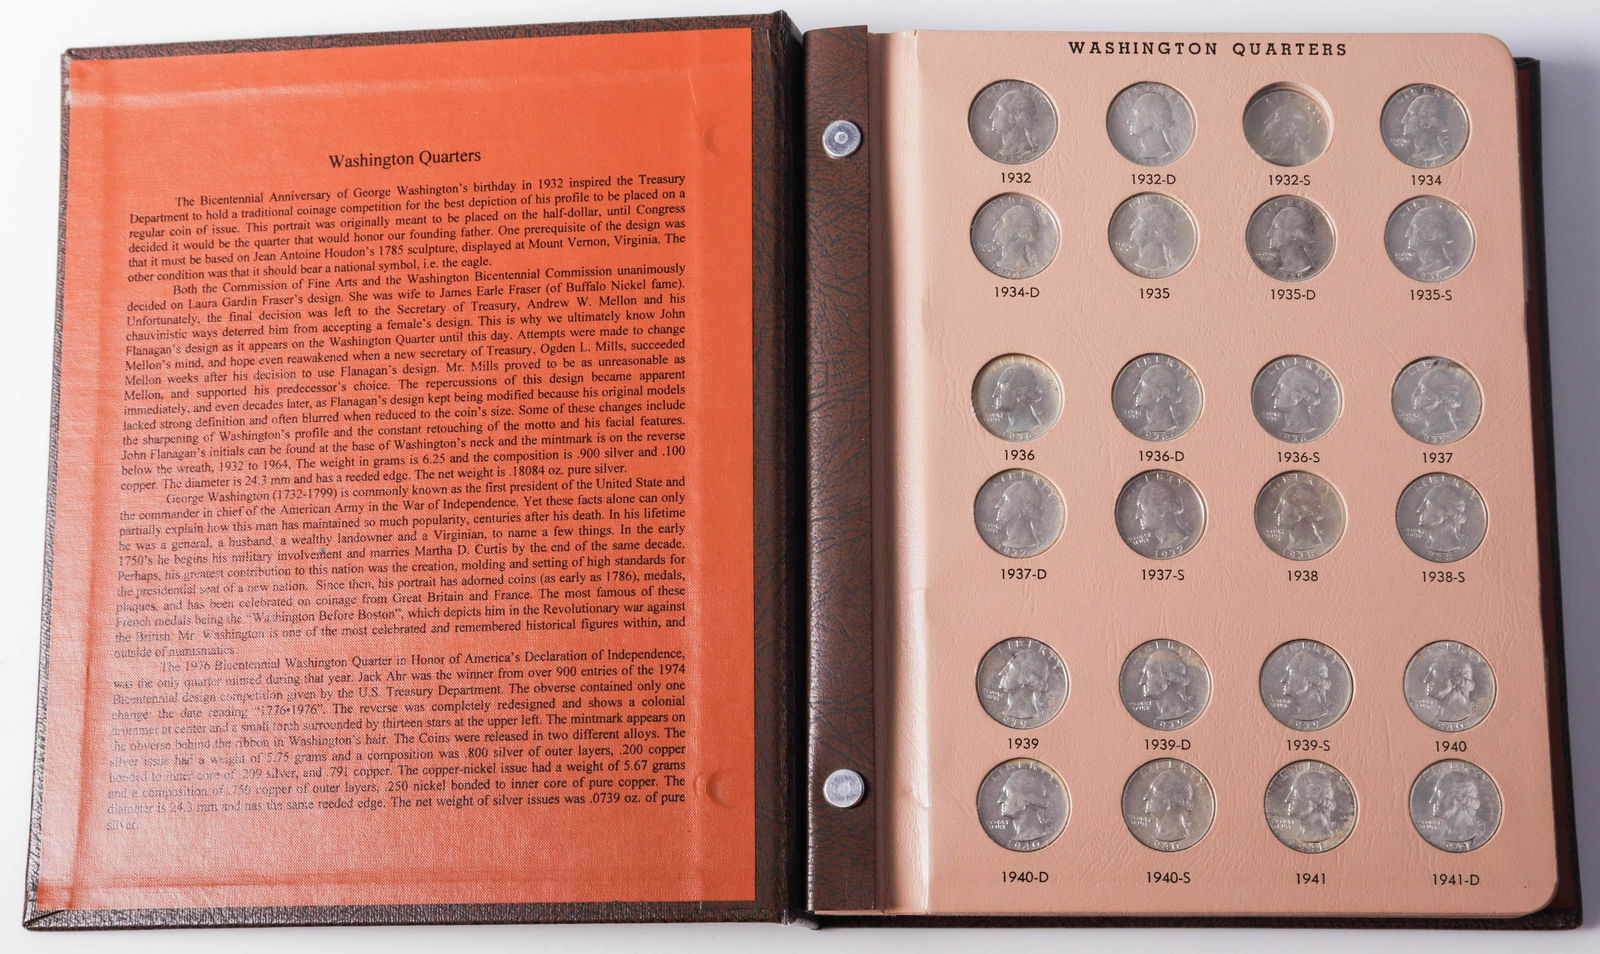 Washington Quarters
The Bicentennial Anniversary of George Washington's birthday in 1932 inspired the Treasury
Department to hold a traditional coinage competition for the best depiction of his profile to be placed on a
regular coin of issue. This portrait was originally meant to be placed on the half-dollar, until Congress
decided it would be the quarter that would honor our founding father. One prerequisite of the design was
that it must be based on Jean Antoine Houdon's 1785 sculpture, displayed at Mount Vernon, Virginia. The
other condition was that it should bear a national symbol, i.e. the eagle.
Both the Commission of Fine Arts and the Washington Bicentennial Commission unanimously
decided on Laura Gardin Fraser's design. She was wife to James Earle Fraser (of Buffalo Nickel fame).
Unfortunately, the final decision was left to the Secretary of Treasury, Andrew W. Mellon and his
chauvinistic ways deterred him from accepting a female's design. This is why we ultimately know John
Flanagan's design as it appears on the Washington Quarter until this day. Attempts were made to change
Mellon's mind, and hope even reawakened when a new secretary of Treasury, Ogden L. Mills, succeeded
Mellon weeks after his decision to use Flanagan's design. Mr. Mills proved to be as unreasonable as
Mellon, and supported his predecessor's choice. The repercussions of this design became apparent
immediately, and even decades later, as Flanagan's design kept being modified because his original models
lacked strong definition and often blurred when reduced to the coin's size. Some of these changes include
the sharpening of Washington's profile and the constant retouching of the motto and his facial features.
John Flanagan's initials can be found at the base of Washington's neck and the mintmark is on the reverse
below the wreath, 1932 to 1964, The weight in grams is 6.25 and the composition is .900 silver and .100
copper. The diameter is 24.3 mm and has a reeded edge. The net weight is .18084 oz. pure silver.
George Washington (1732-1799) is commonly known as the first president of the United State and
the commander in chief of the American Army in the War of Independence. Yet these facts alone can only
partially explain how this man has maintained so much popularity, centuries after his death. In his lifetime
he was a general, a husband, a wealthy landowner and a Virginian, to name a few things. In the early
1750's he begins his military involvement and marries Martha D. Curtis by the end of the same decade.
Perhaps, his greatest contribution to this nation was the creation, molding and setting of high standards for
the presidential seat of a new nation. Since then, his portrait has adorned coins (as early as 1786), medals,
plaques, and has been celebrated on coinage from Great Britain and France. The most famous of these
French medals being the "Washington Before Boston", which depicts him in the Revolutionary war against
the British. Mr. Washington is one of the most celebrated and remembered historical figures within, and
outside of numismatics.
The 1976 Bicentennial Washington Quarter in Honor of America's Declaration of Independence,
was the only quarter minted during that year. Jack Ahr was the winner from over 900 entries of the 1974
Bicentennial design competition given by the U.S. Treasury Department. The obverse contained only one
change: the date reading "1776•1976". The reverse was completely redesigned and shows a colonial
drummer at center and a small torch surrounded by thirteen stars at the upper left. The mintmark appears on
the obverse behind the ribbon in Washington's hair. The Coins were released in two different alloys. The
silver issue had a weight of 5.75 grams and a composition was .800 silver of outer layers, .200 copper
bonded to inner core of .209 silver, and .791 copper. The copper-nickel issue had a weight of 5.67 grams
and a composition of .750 copper of outer layers, .250 nickel bonded to inner core of pure copper. The
diameter is 24.3 mm and has the same reeded edge. The net weight of silver issues was .0739 oz. of pure
silver.
WASHINGTON QUARTERS
1932 1932-D 1932-S 1934
1934-D 1935 1935-D 1935-S
1936 1936-D 1936-S 1937
1937-D 1937-S 1938 1938-S
1939 1939-D 1939-S 1940
1940-D 1940-S 1941 1941-D